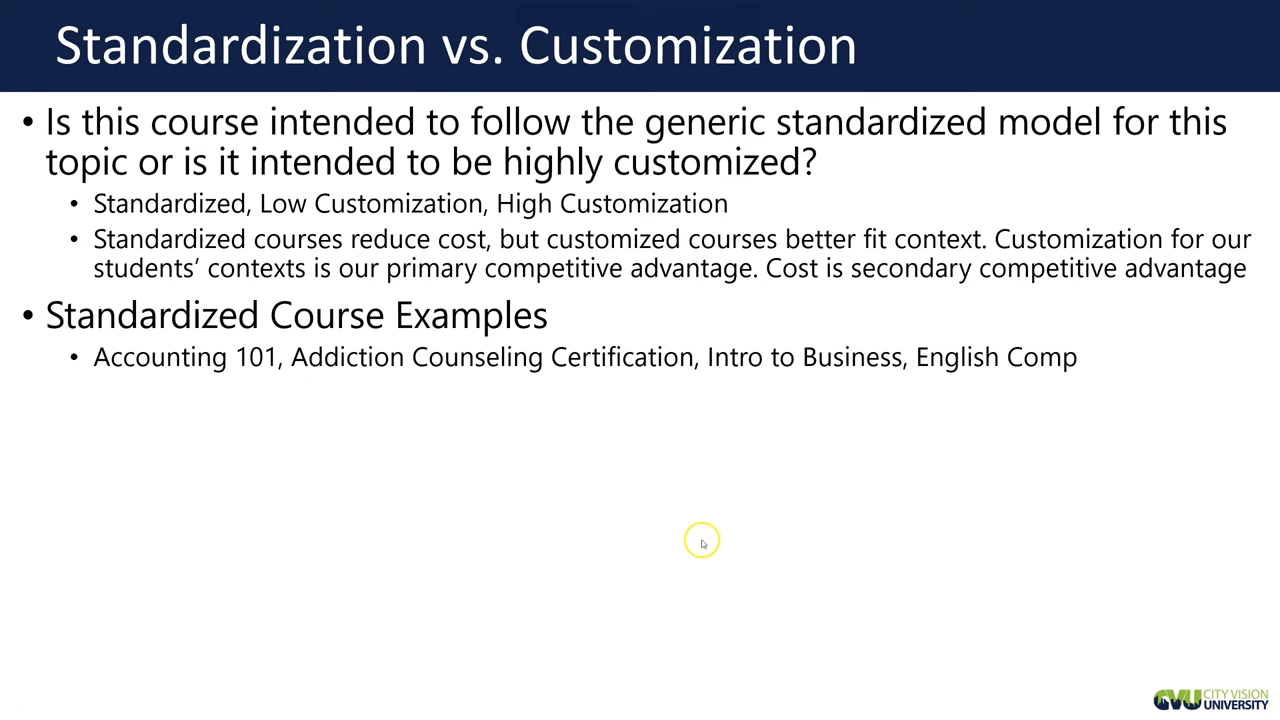 Standardization vs. Customization
• Is this course intended to follow the generic standardized model for this
topic or is it intended to be highly customized?
• Standardized, Low Customization, High Customization
• Standardized courses reduce cost, but customized courses better fit context. Customization for our
students’ contexts is our primary competitive advantage. Cost is secondary competitive advantage
• Standardized Course Examples
• Accounting 101, Addiction Counseling Certification, Intro to Business, English Comp
CVU CITY VISION
UNIVERSITY